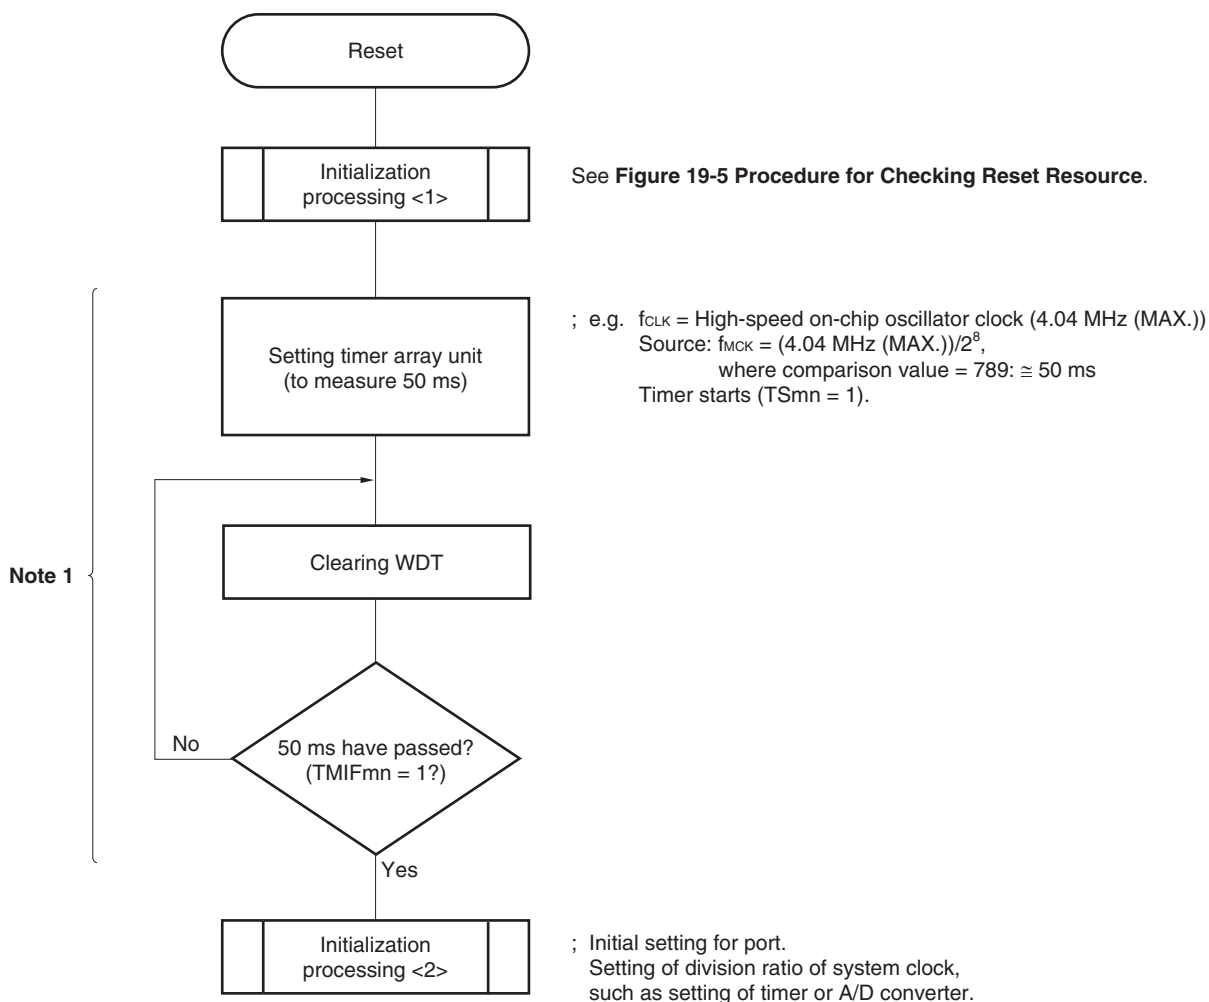 Reset
Initialization
processing <1>
See Figure 19-5 Procedure for Checking Reset Resource.
Setting timer array unit
(to measure 50 ms)
; e.g. fCLK = High-speed on-chip oscillator clock (4.04 MHz (MAX.))
Source: fMCK = (4.04 MHz (MAX.))/2⁸,
where comparison value = 789: ≅ 50 ms
Timer starts (TSmn = 1).
Note 1
Clearing WDT
No
50 ms have passed?
(TMIFmn = 1?)
Yes
Initialization
processing <2>
; Initial setting for port.
Setting of division ratio of system clock,
such as setting of timer or A/D converter.